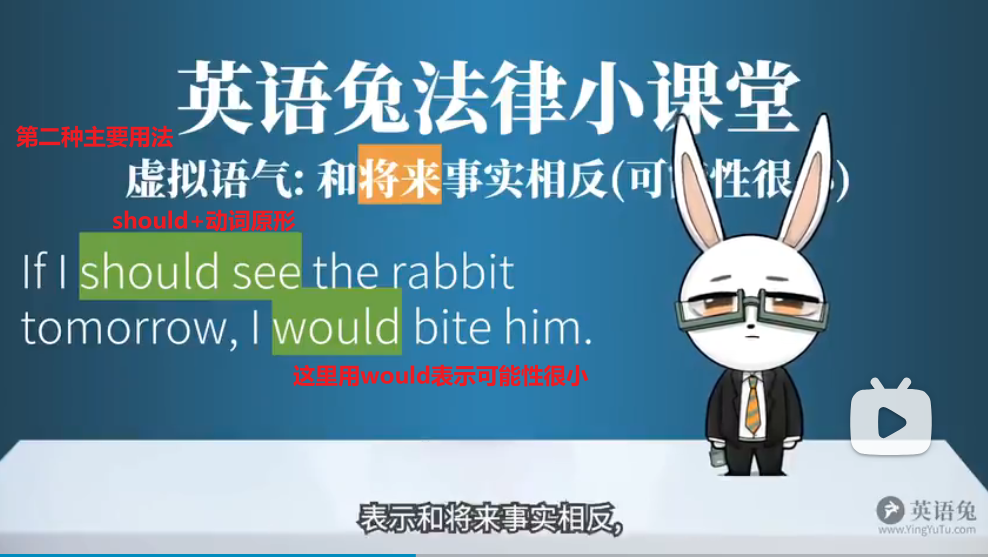 英语兔法律小课堂
第二种主要用法
虚拟语气: 和将来事实相反(可 性很 )
should+动词原形
If I should see the rabbit
tomorrow, I would bite him.
这里用would表示可能性很小
表示和将来事实相反,
英语兔
www.YingYuTu.com